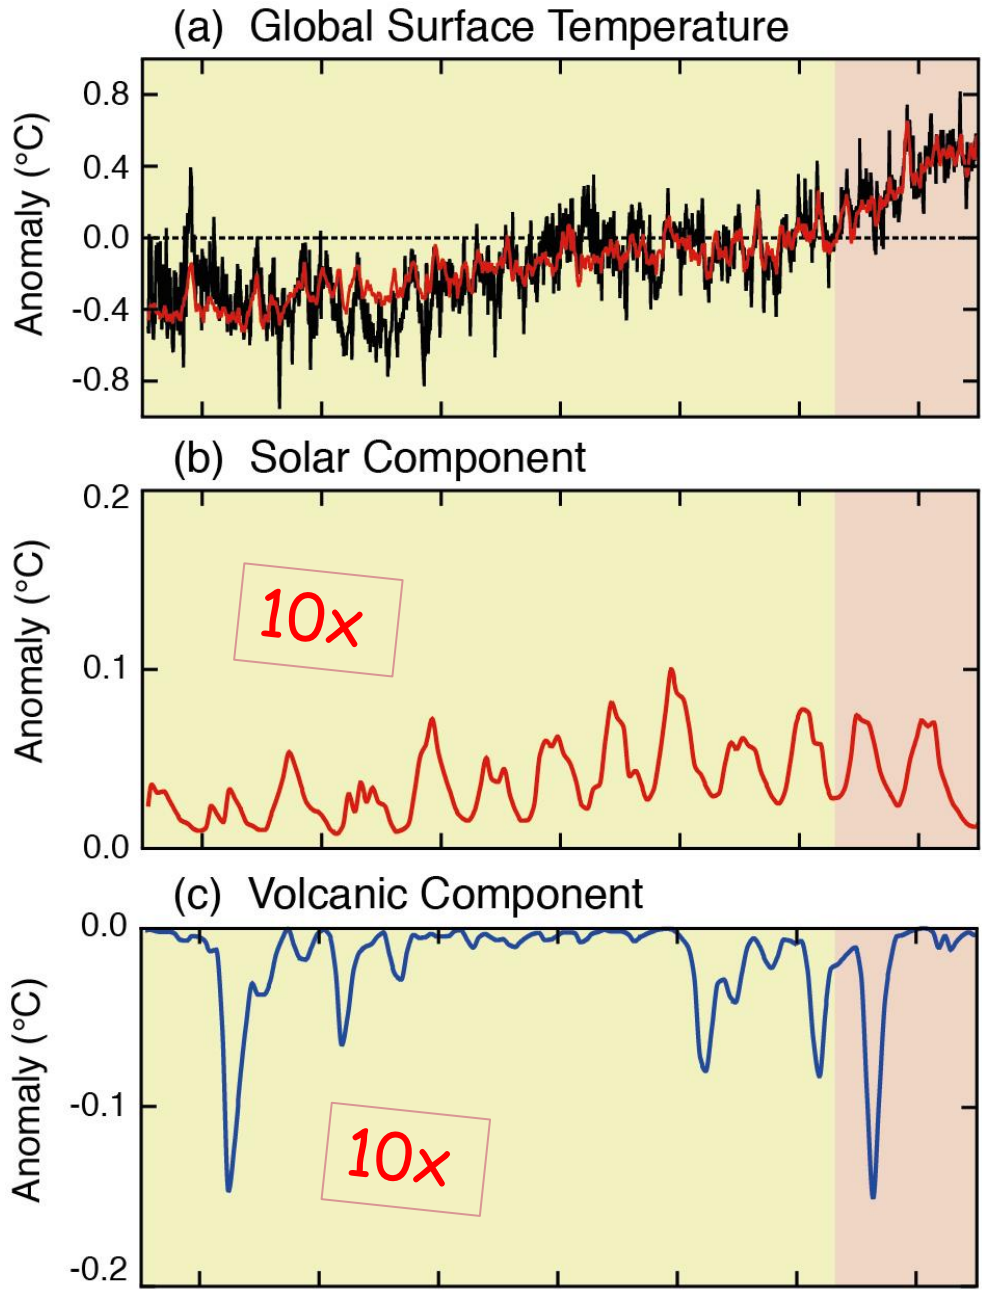 (a) Global Surface Temperature
Anomaly (°C)
0.8
0.4
0.0
-0.4
-0.8
(b) Solar Component
Anomaly (°C)
0.2
0.1
0.0
10x
(c) Volcanic Component
Anomaly (°C)
0.0
-0.1
-0.2
10x